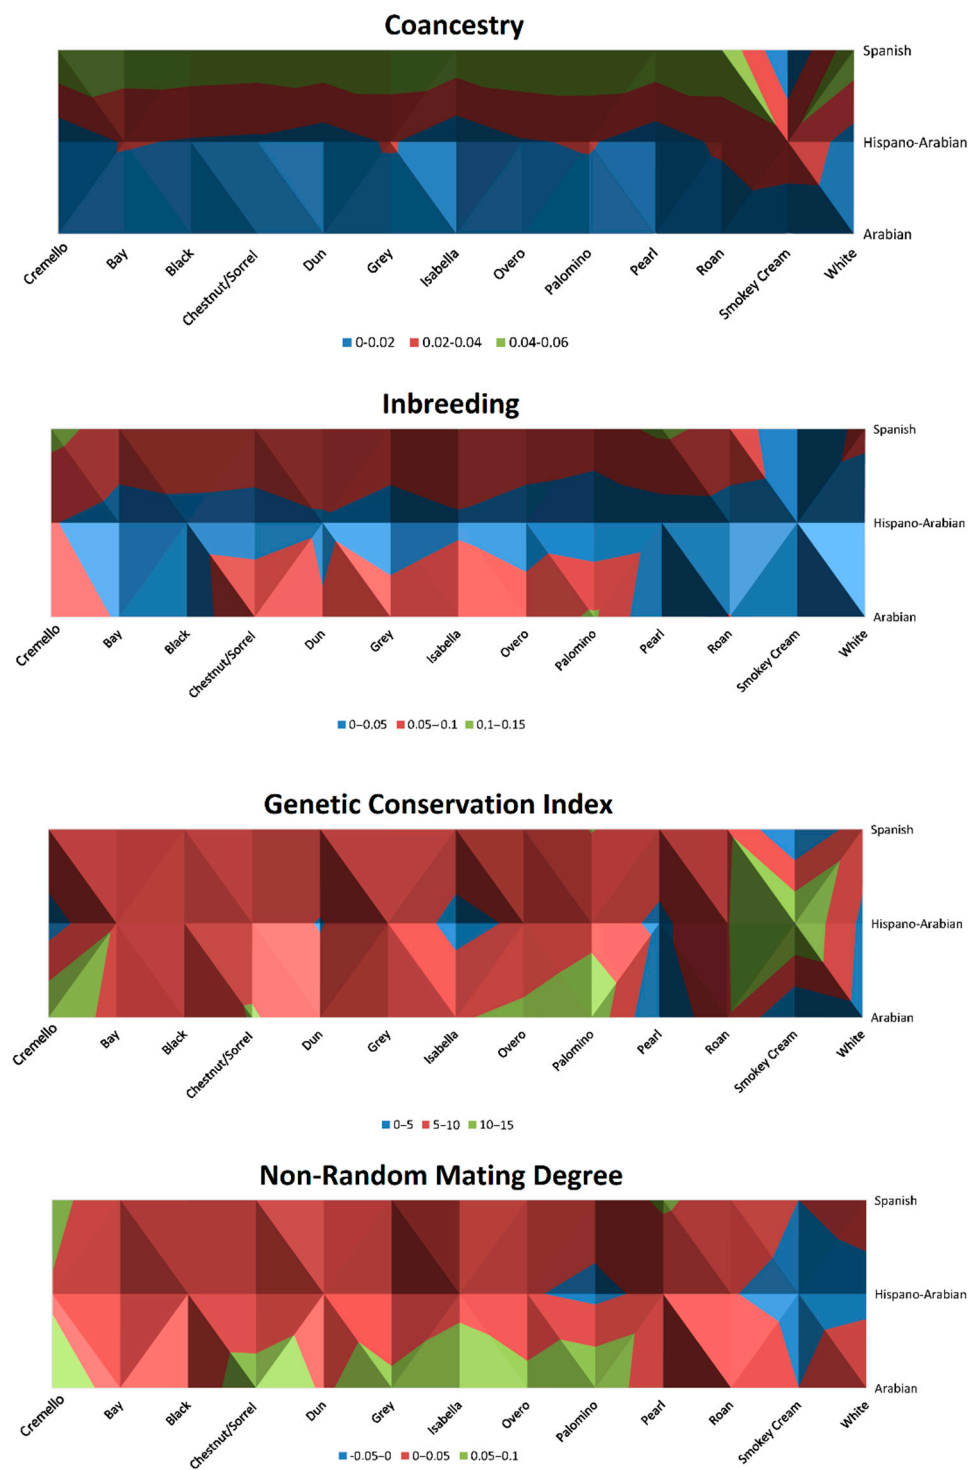 Coancestry
Spanish
Hispano-Arabian
Arabian
Cremello Bay Black Chestnut/Sorrel Dun Grey Isabella Overo Palomino Pearl Roan Smokey Cream White
0-0.02 0.02-0.04 0.04-0.06
Inbreeding
Spanish
Hispano-Arabian
Arabian
Cremello Bay Black Chestnut/Sorrel Dun Grey Isabella Overo Palomino Pearl Roan Smokey Cream White
0–0.05 0.05–0.1 0.1–0.15
Genetic Conservation Index
Spanish
Hispano-Arabian
Arabian
Cremello Bay Black Chestnut/Sorrel Dun Grey Isabella Overo Palomino Pearl Roan Smokey Cream White
0–5 5–10 10–15
Non-Random Mating Degree
Spanish
Hispano-Arabian
Arabian
Cremello Bay Black Chestnut/Sorrel Dun Grey Isabella Overo Palomino Pearl Roan Smokey Cream White
-0.05–0 0–0.05 0.05–0.1